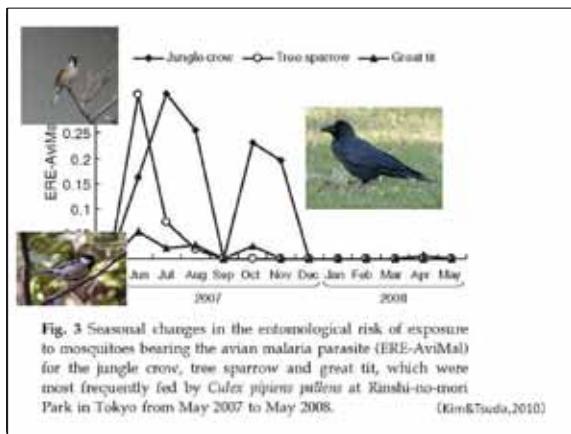 Jungle crow Tree sparrow Great tit
ERE-AviMal
0.25
0.2
0.15
0.1
Jun Jul Aug Sep Oct Nov Dec Jan Feb Mar Apr May
2007 2008
Fig. 3 Seasonal changes in the entomological risk of exposure
to mosquitoes bearing the avian malaria parasite (ERE-AviMal)
for the jungle crow, tree sparrow and great tit, which were
most frequently fed by Culex pipiens pallens at Rinshi-no-mori
Park in Tokyo from May 2007 to May 2008. (Kim&Tsuda,2010)